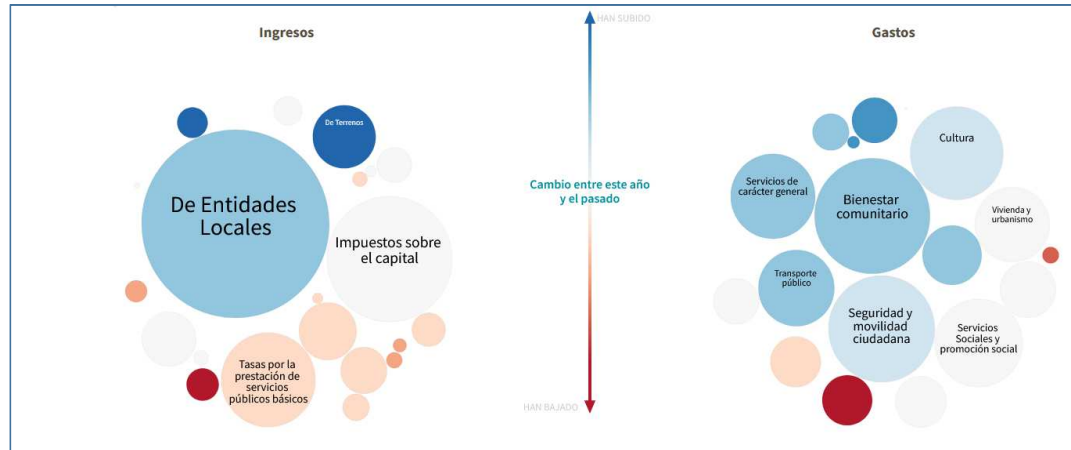 HAN SUBIDO
Ingresos
Gastos
De Terrenos
Cultura
De Entidades
Locales
Cambio entre este año
y el pasado
Servicios de
carácter general
Bienestar
comunitario
Vivienda y
urbanismo
Impuestos sobre
el capital
Transporte
público
Seguridad y
movilidad
ciudadana
Servicios
Sociales y
promoción social
Tasas por la
prestación de
servicios
públicos básicos
HAN BAJADO